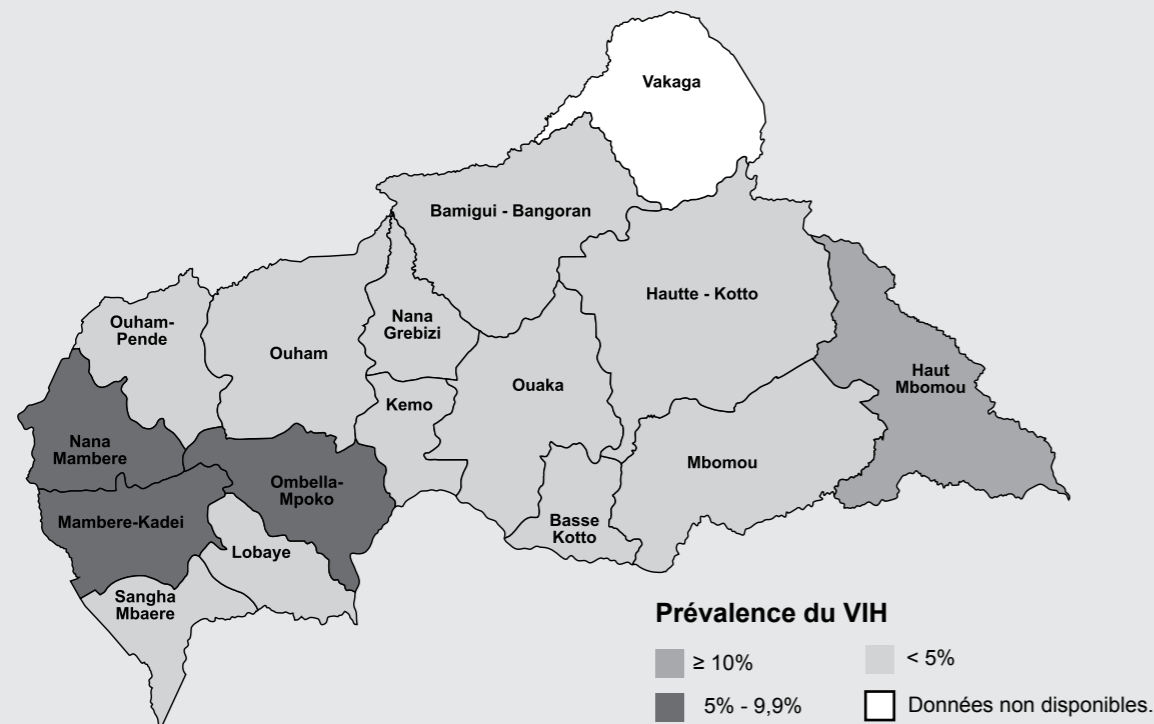 Vakaga
Bamigui - Bangoran
Hautte - Kotto
Nana
Grebizi
Ouham-
Pende
Ouham
Haut
Mbomou
Ouaka
Kemo
Nana
Mambere
Mbomou
Ombella-
Mpoko
Mambere-Kadei
Basse
Kotto
Lobaye
Sangha
Mbaere
Prévalence du VIH
≥ 10%
< 5%
5% - 9,9%
Données non disponibles.